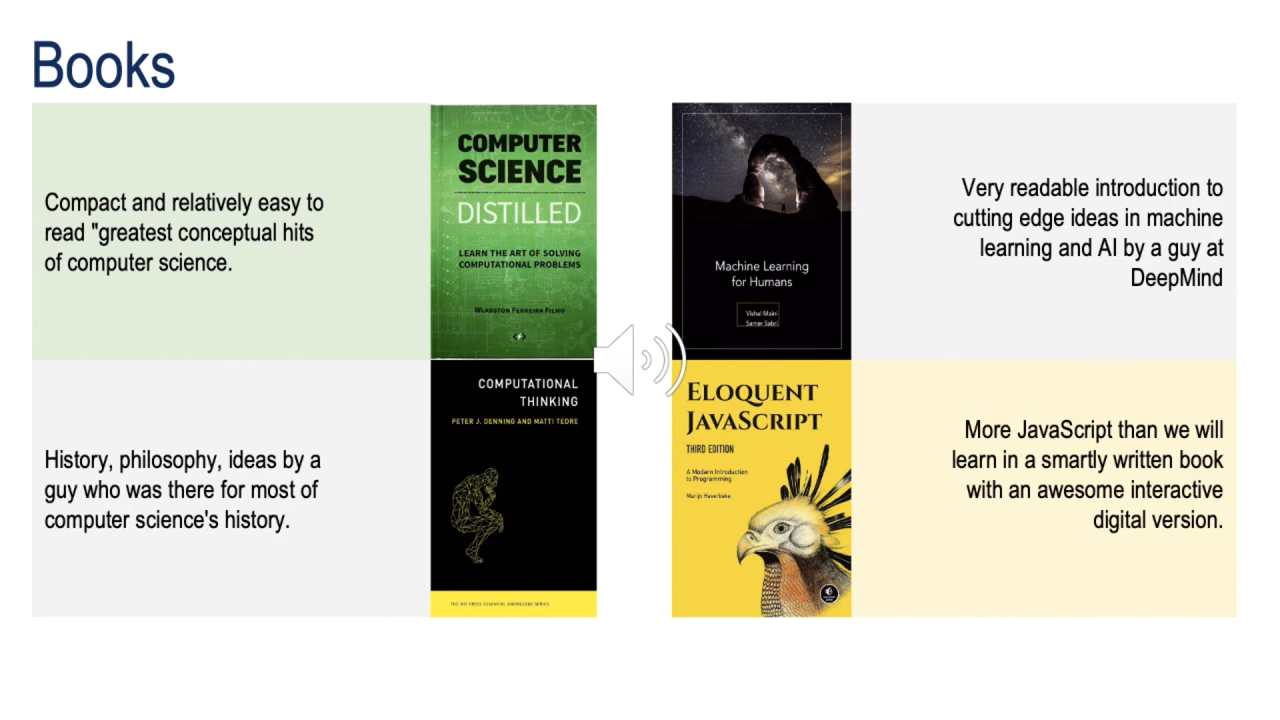 Books
Compact and relatively easy to
read "greatest conceptual hits
of computer science.
COMPUTER
SCIENCE
DISTILLED
LEARN THE ART OF SOLVING
COMPUTATIONAL PROBLEMS
WLADSTON FERREIRA FILHO
Machine Learning
for Humans
Vishal Maini
Samer Sabri
Very readable introduction to
cutting edge ideas in machine
learning and AI by a guy at
DeepMind
History, philosophy, ideas by a
guy who was there for most of
computer science's history.
COMPUTATIONAL
THINKING
PETER J. DENNING AND MATTI TEDRE
THE MIT PRESS ESSENTIAL KNOWLEDGE SERIES
ELOQUENT
JAVASCRIPT
THIRD EDITION
A Modern Introduction
to Programming
Marijn Haverbeke
More JavaScript than we will
learn in a smartly written book
with an awesome interactive
digital version.